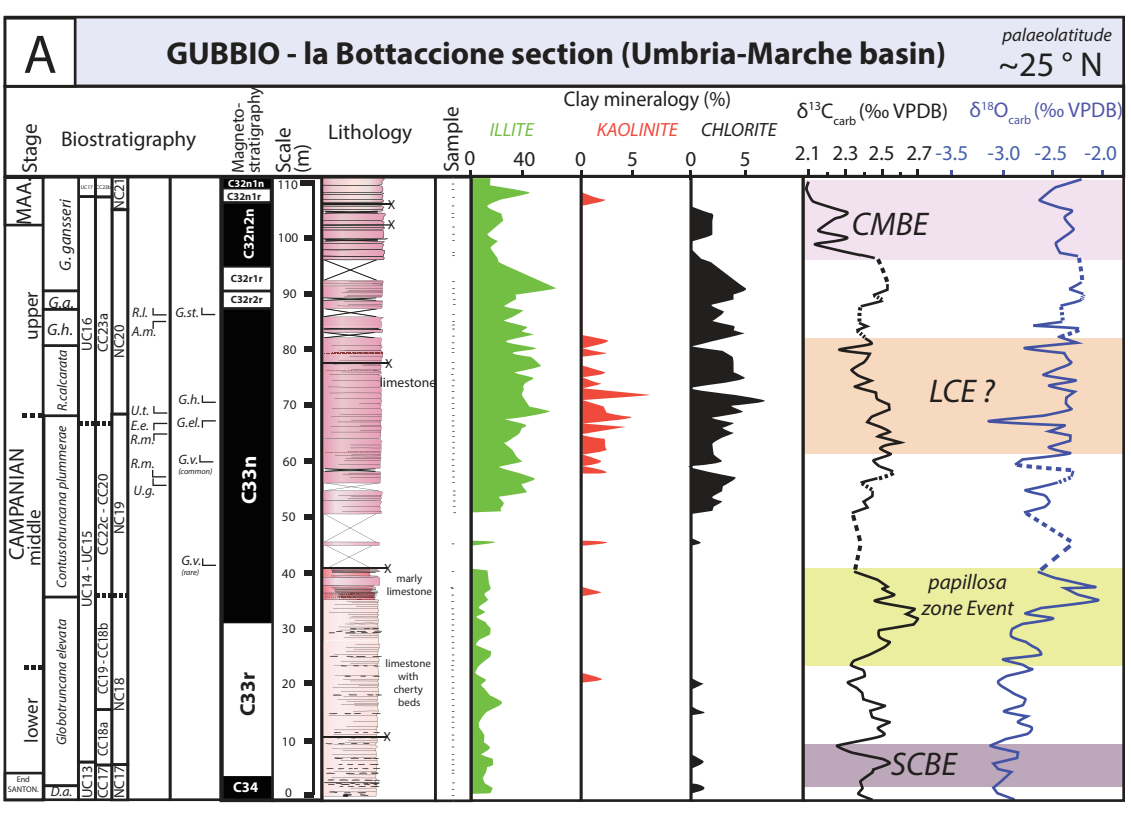 A
GUBBIO - la Bottaccione section (Umbria-Marche basin)
palaeolatitude
~25 ° N
Stage
Biostratigraphy
Magneto-
stratigraphy
Scale
(m)
Lithology
Sample
Clay mineralogy (%)
ILLITE
KAOLINITE
CHLORITE
0 40 0 5 0 5
δ13Ccarb (‰ VPDB)
2.1 2.3 2.5 2.7
δ18Ocarb (‰ VPDB)
-3.5 -3.0 -2.5 -2.0
MAA.
upper
CAMPANIAN
middle
lower
End
SANTON.
G. gansseri
G.a.
G.h.
R.calcarata
Contusotruncana plummerae
Globotruncana elevata
D.a.
UC17
UC16
UC14 - UC15
UC13
CC23b
CC23a
CC22c - CC20
CC19 - CC18b
CC18a
CC17
NC21
NC20
NC19
NC18
NC17
R.l.
A.m.
U.t.
E.e.
R.m.
R.m.
U.g.
G.st.
G.h.
G.el.
G.v.
(common)
G.v.
(rare)
C32n1n
C32n1r
C32n2n
C32r1r
C32r2r
C33n
C33r
C34
110
100
90
80
70
60
50
40
30
20
10
0
X
X
X
X
X
limestone
marly
limestone
limestone
with
cherty
beds
CMBE
LCE ?
papillosa
zone Event
SCBE